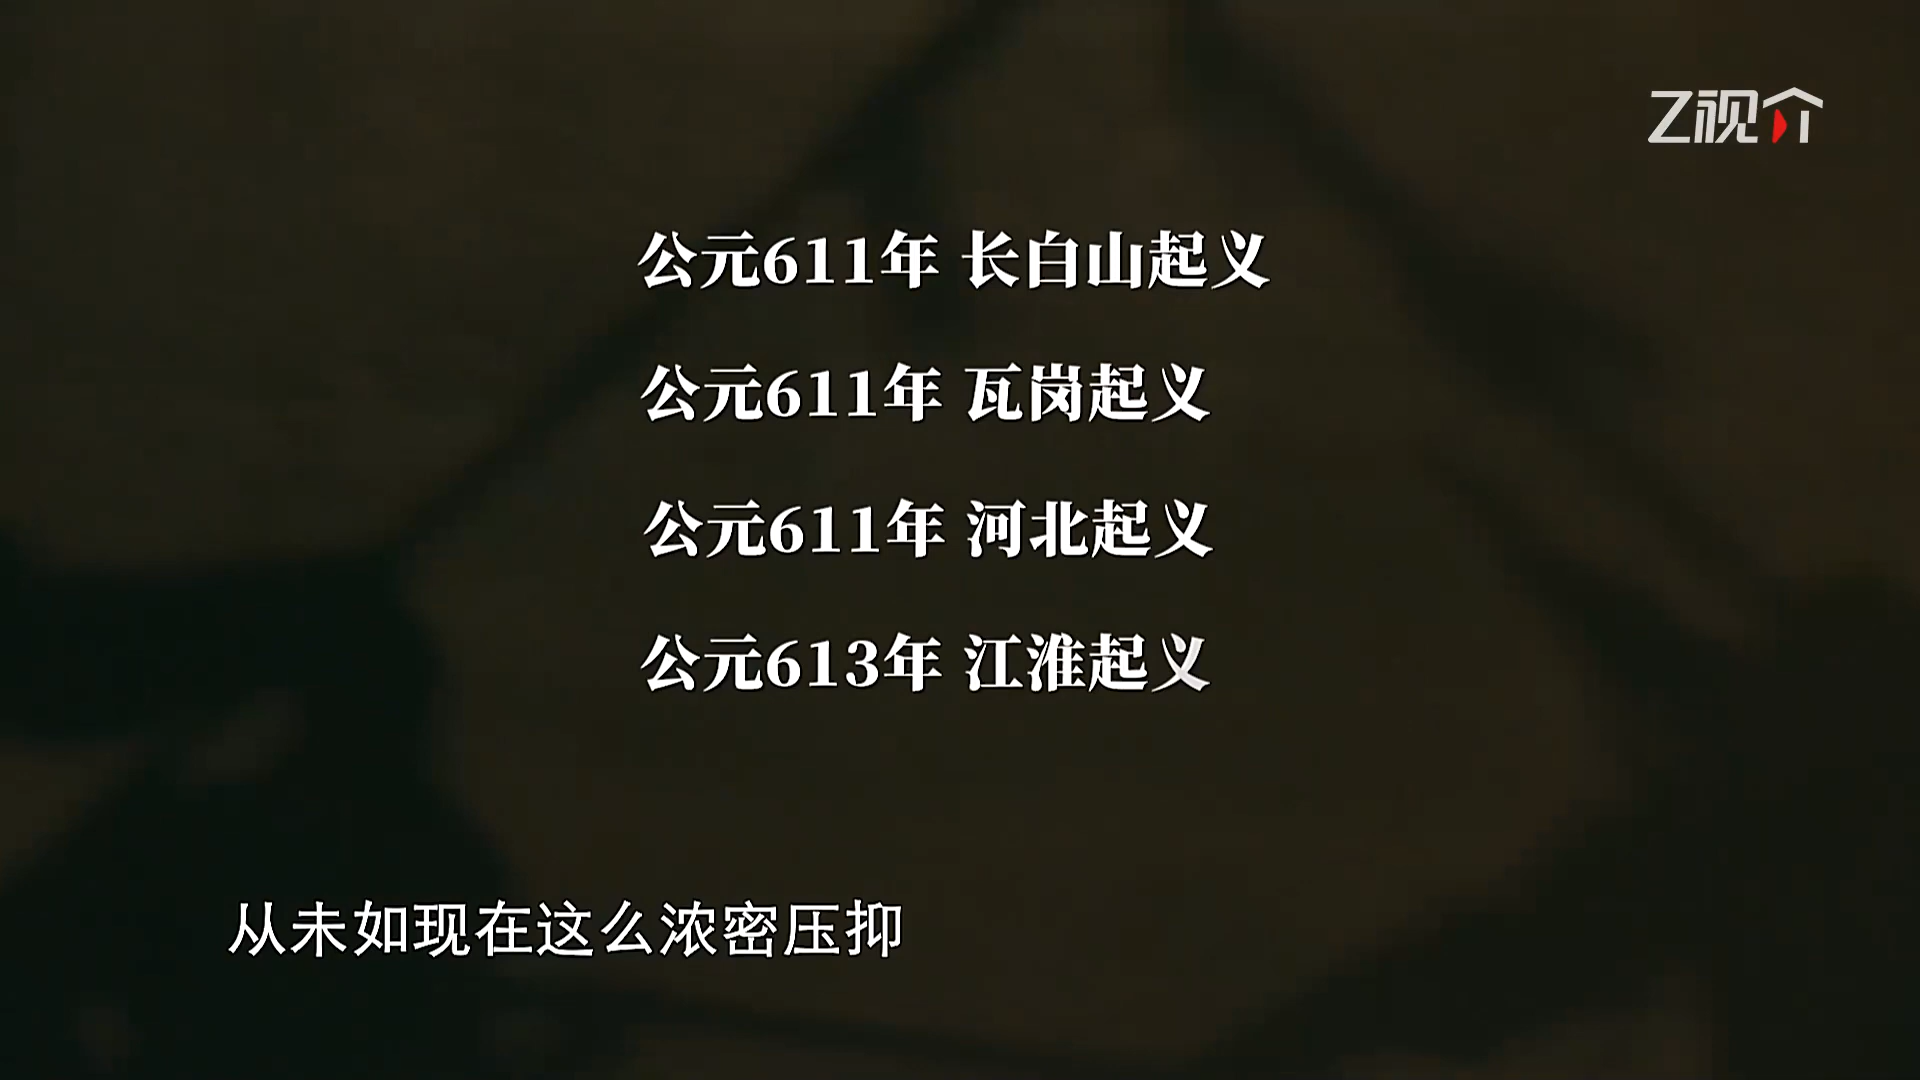 Z视介
公元611年 长白山起义
公元611年 瓦岗起义
公元611年 河北起义
公元613年 江淮起义
从未如现在这么浓密压抑